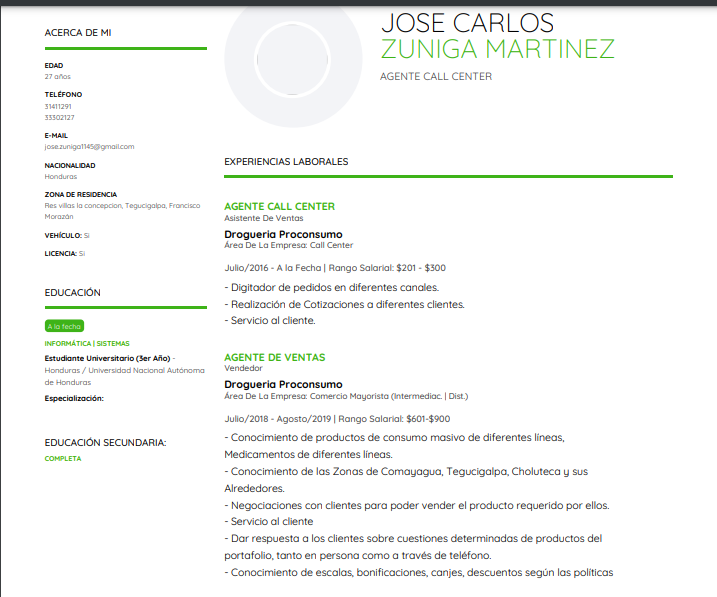 JOSE CARLOS
ZUNIGA MARTINEZ
AGENTE CALL CENTER
ACERCA DE MI
EDAD
27 años
TELÉFONO
31411291
33302127
E-MAIL
jose.zuniga1145@gmail.com
NACIONALIDAD
Honduras
ZONA DE RESIDENCIA
Res villas la concepcion, Tegucigalpa, Francisco
Morazán
VEHÍCULO: Si
LICENCIA: Si
EDUCACIÓN
A la fecha
INFORMÁTICA | SISTEMAS
Estudiante Universitario (3er Año) -
Honduras / Universidad Nacional Autónoma
de Honduras
Especialización:
EDUCACIÓN SECUNDARIA:
COMPLETA
EXPERIENCIAS LABORALES
AGENTE CALL CENTER
Asistente De Ventas
Drogueria Proconsumo
Área De La Empresa: Call Center
Julio/2016 - A la Fecha | Rango Salarial: $201 - $300
- Digitador de pedidos en diferentes canales.
- Realización de Cotizaciones a diferentes clientes.
- Servicio al cliente.
AGENTE DE VENTAS
Vendedor
Drogueria Proconsumo
Área De La Empresa: Comercio Mayorista (Intermediac. | Dist.)
Julio/2018 - Agosto/2019 | Rango Salarial: $601-$900
- Conocimiento de productos de consumo masivo de diferentes líneas,
Medicamentos de diferentes líneas.
- Conocimiento de las Zonas de Comayagua, Tegucigalpa, Choluteca y sus
Alrededores.
- Negociaciones con clientes para poder vender el producto requerido por ellos.
- Servicio al cliente
- Dar respuesta a los clientes sobre cuestiones determinadas de productos del
portafolio, tanto en persona como a través de teléfono.
- Conocimiento de escalas, bonificaciones, canjes, descuentos según las políticas